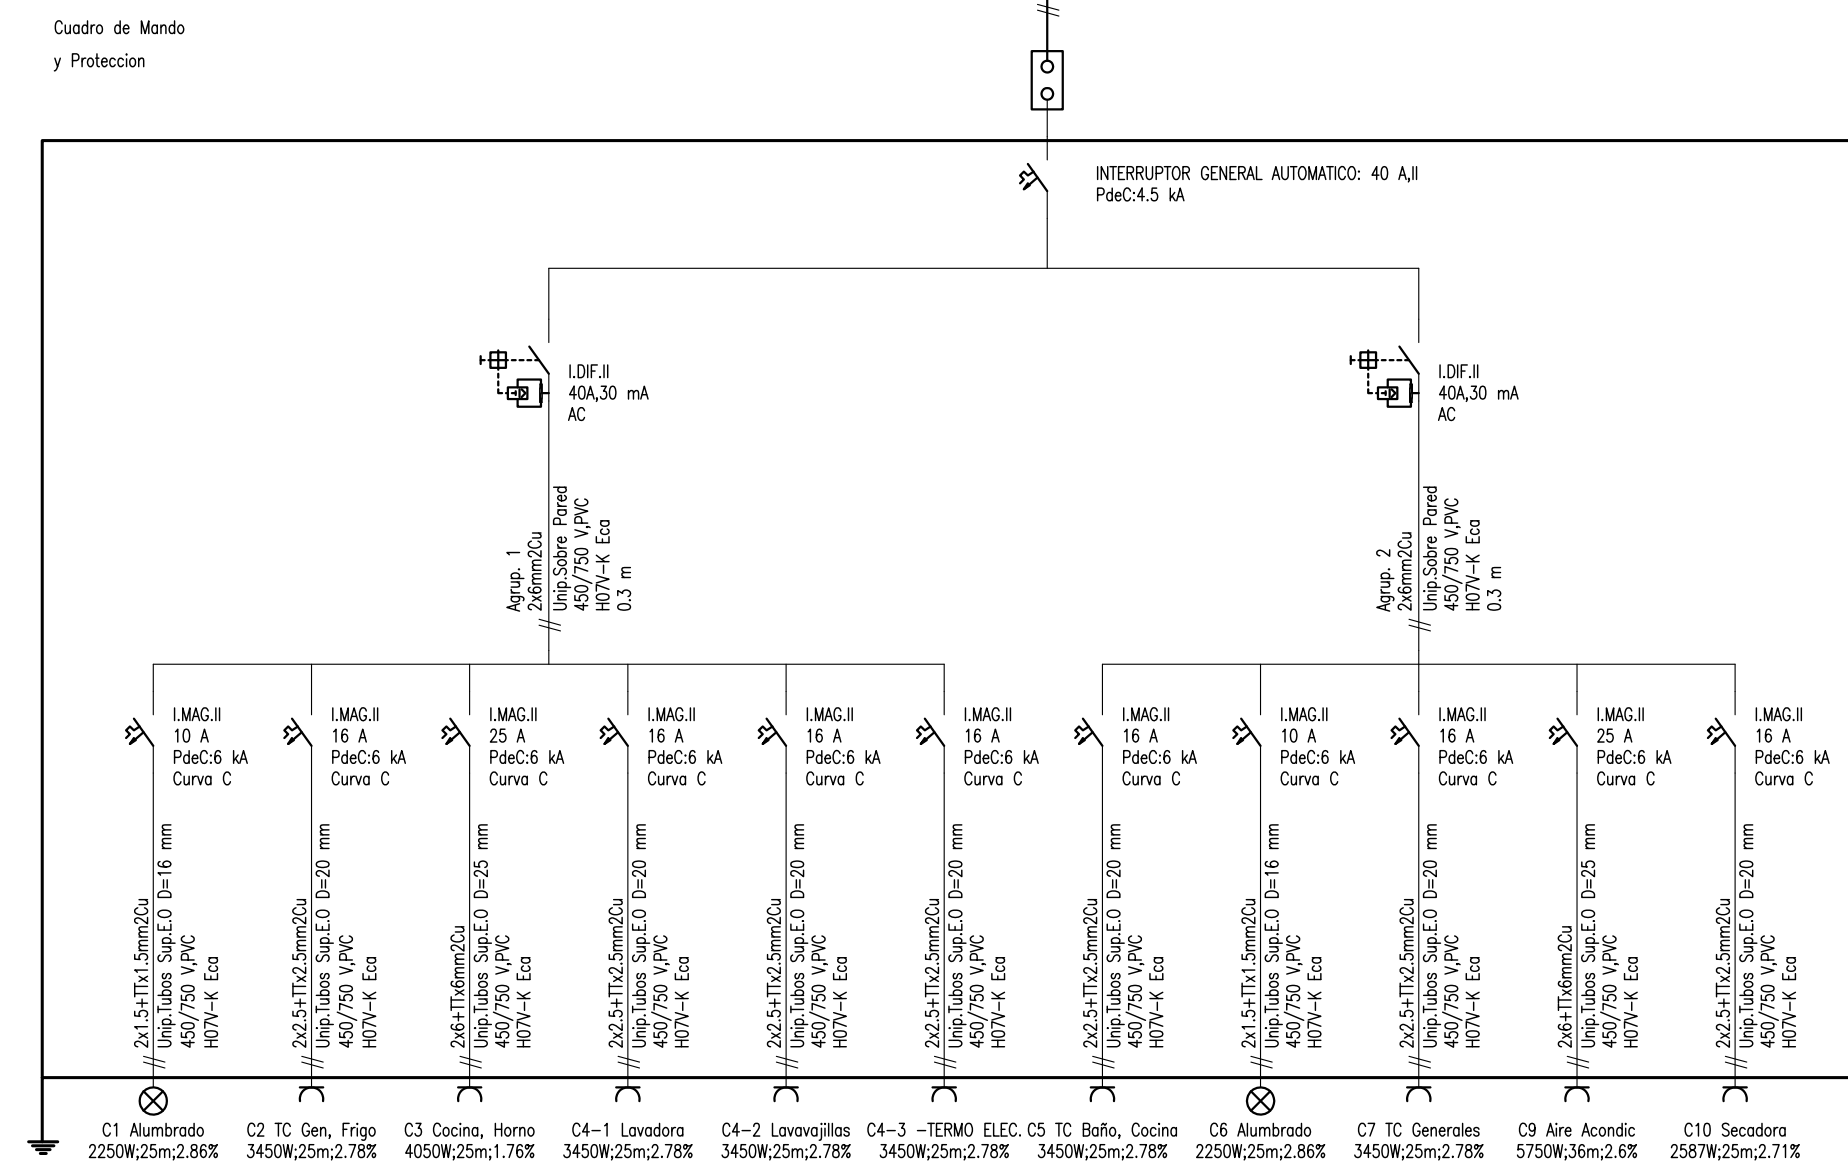 Cuadro de Mando
y Proteccion
INTERRUPTOR GENERAL AUTOMATICO: 40 A,II
PdeC:4.5 kA
I.DIF.II
40A,30 mA
AC
I.DIF.II
40A,30 mA
AC
Agrup. 1
2x6mm2Cu
Unip.Sobre Pared
450/750 V,PVC
H07V-K Eca
0.3 m
Agrup. 2
2x6mm2Cu
Unip.Sobre Pared
450/750 V,PVC
H07V-K Eca
0.3 m
I.MAG.II
10 A
PdeC:6 kA
Curva C
I.MAG.II
16 A
PdeC:6 kA
Curva C
I.MAG.II
25 A
PdeC:6 kA
Curva C
I.MAG.II
16 A
PdeC:6 kA
Curva C
I.MAG.II
16 A
PdeC:6 kA
Curva C
I.MAG.II
16 A
PdeC:6 kA
Curva C
I.MAG.II
16 A
PdeC:6 kA
Curva C
I.MAG.II
10 A
PdeC:6 kA
Curva C
I.MAG.II
16 A
PdeC:6 kA
Curva C
I.MAG.II
25 A
PdeC:6 kA
Curva C
I.MAG.II
16 A
PdeC:6 kA
Curva C
2x1.5+TTx1.5mm2Cu
Unip.Tubos Sup.E.O D=16 mm
450/750 V,PVC
H07V-K Eca
2x2.5+TTx2.5mm2Cu
Unip.Tubos Sup.E.O D=20 mm
450/750 V,PVC
H07V-K Eca
2x6+TTx6mm2Cu
Unip.Tubos Sup.E.O D=25 mm
450/750 V,PVC
H07V-K Eca
2x2.5+TTx2.5mm2Cu
Unip.Tubos Sup.E.O D=20 mm
450/750 V,PVC
H07V-K Eca
2x2.5+TTx2.5mm2Cu
Unip.Tubos Sup.E.O D=20 mm
450/750 V,PVC
H07V-K Eca
2x2.5+TTx2.5mm2Cu
Unip.Tubos Sup.E.O D=20 mm
450/750 V,PVC
H07V-K Eca
2x2.5+TTx2.5mm2Cu
Unip.Tubos Sup.E.O D=20 mm
450/750 V,PVC
H07V-K Eca
2x1.5+TTx1.5mm2Cu
Unip.Tubos Sup.E.O D=16 mm
450/750 V,PVC
H07V-K Eca
2x2.5+TTx2.5mm2Cu
Unip.Tubos Sup.E.O D=20 mm
450/750 V,PVC
H07V-K Eca
2x6+TTx6mm2Cu
Unip.Tubos Sup.E.O D=25 mm
450/750 V,PVC
H07V-K Eca
2x2.5+TTx2.5mm2Cu
Unip.Tubos Sup.E.O D=20 mm
450/750 V,PVC
H07V-K Eca
C1 Alumbrado
2250W;25m;2.86%
C2 TC Gen, Frigo
3450W;25m;2.78%
C3 Cocina, Horno
4050W;25m;1.76%
C4-1 Lavadora
3450W;25m;2.78%
C4-2 Lavavajillas
3450W;25m;2.78%
C4-3 -TERMO ELEC.
3450W;25m;2.78%
C5 TC Baño, Cocina
3450W;25m;2.78%
C6 Alumbrado
2250W;25m;2.86%
C7 TC Generales
3450W;25m;2.78%
C9 Aire Acondic
5750W;36m;2.6%
C10 Secadora
2587W;25m;2.71%